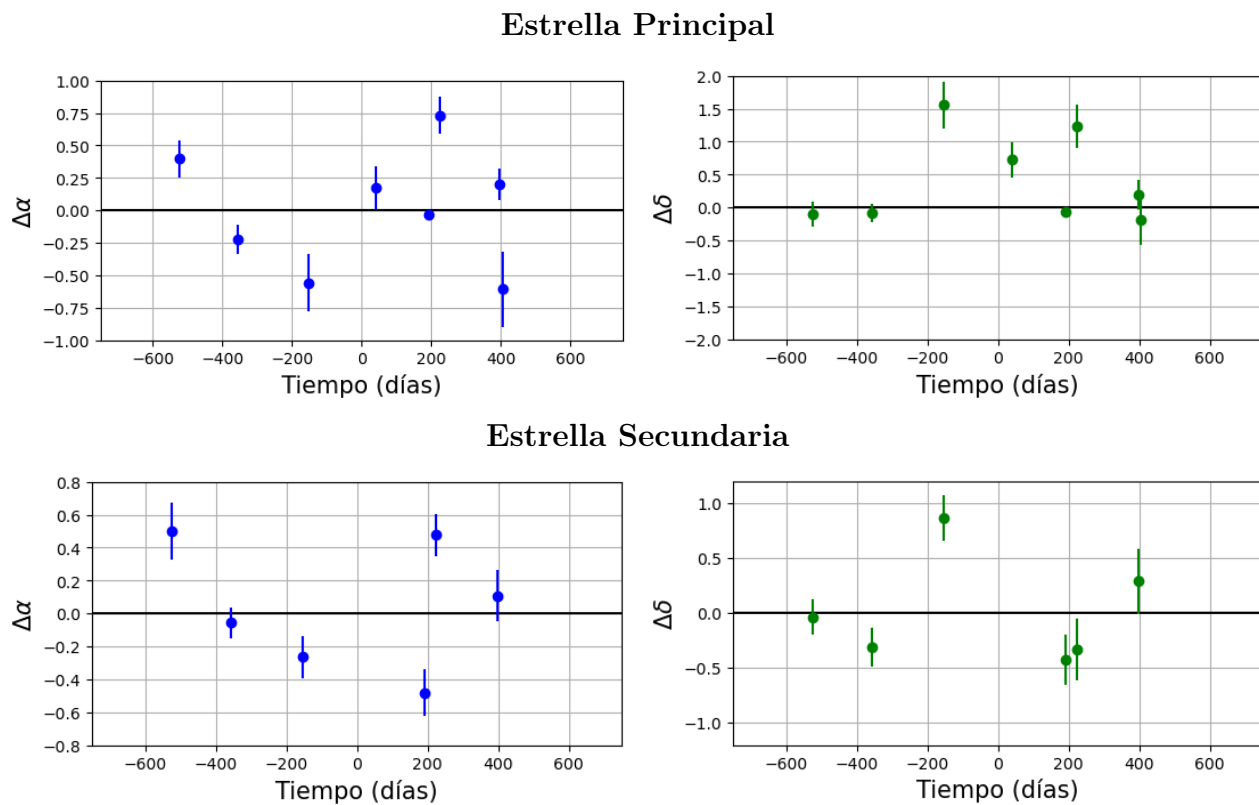 Estrella Principal
1.00
0.75
0.50
0.25
0.00
−0.25
−0.50
−0.75
−1.00
Δα
−600 −400 −200 0 200 400 600
Tiempo (días)
2.0
1.5
1.0
0.5
0.0
−0.5
−1.0
−1.5
−2.0
Δδ
−600 −400 −200 0 200 400 600
Tiempo (días)
Estrella Secundaria
0.8
0.6
0.4
0.2
0.0
−0.2
−0.4
−0.6
−0.8
Δα
−600 −400 −200 0 200 400 600
Tiempo (días)
1.0
0.5
0.0
−0.5
−1.0
Δδ
−600 −400 −200 0 200 400 600
Tiempo (días)